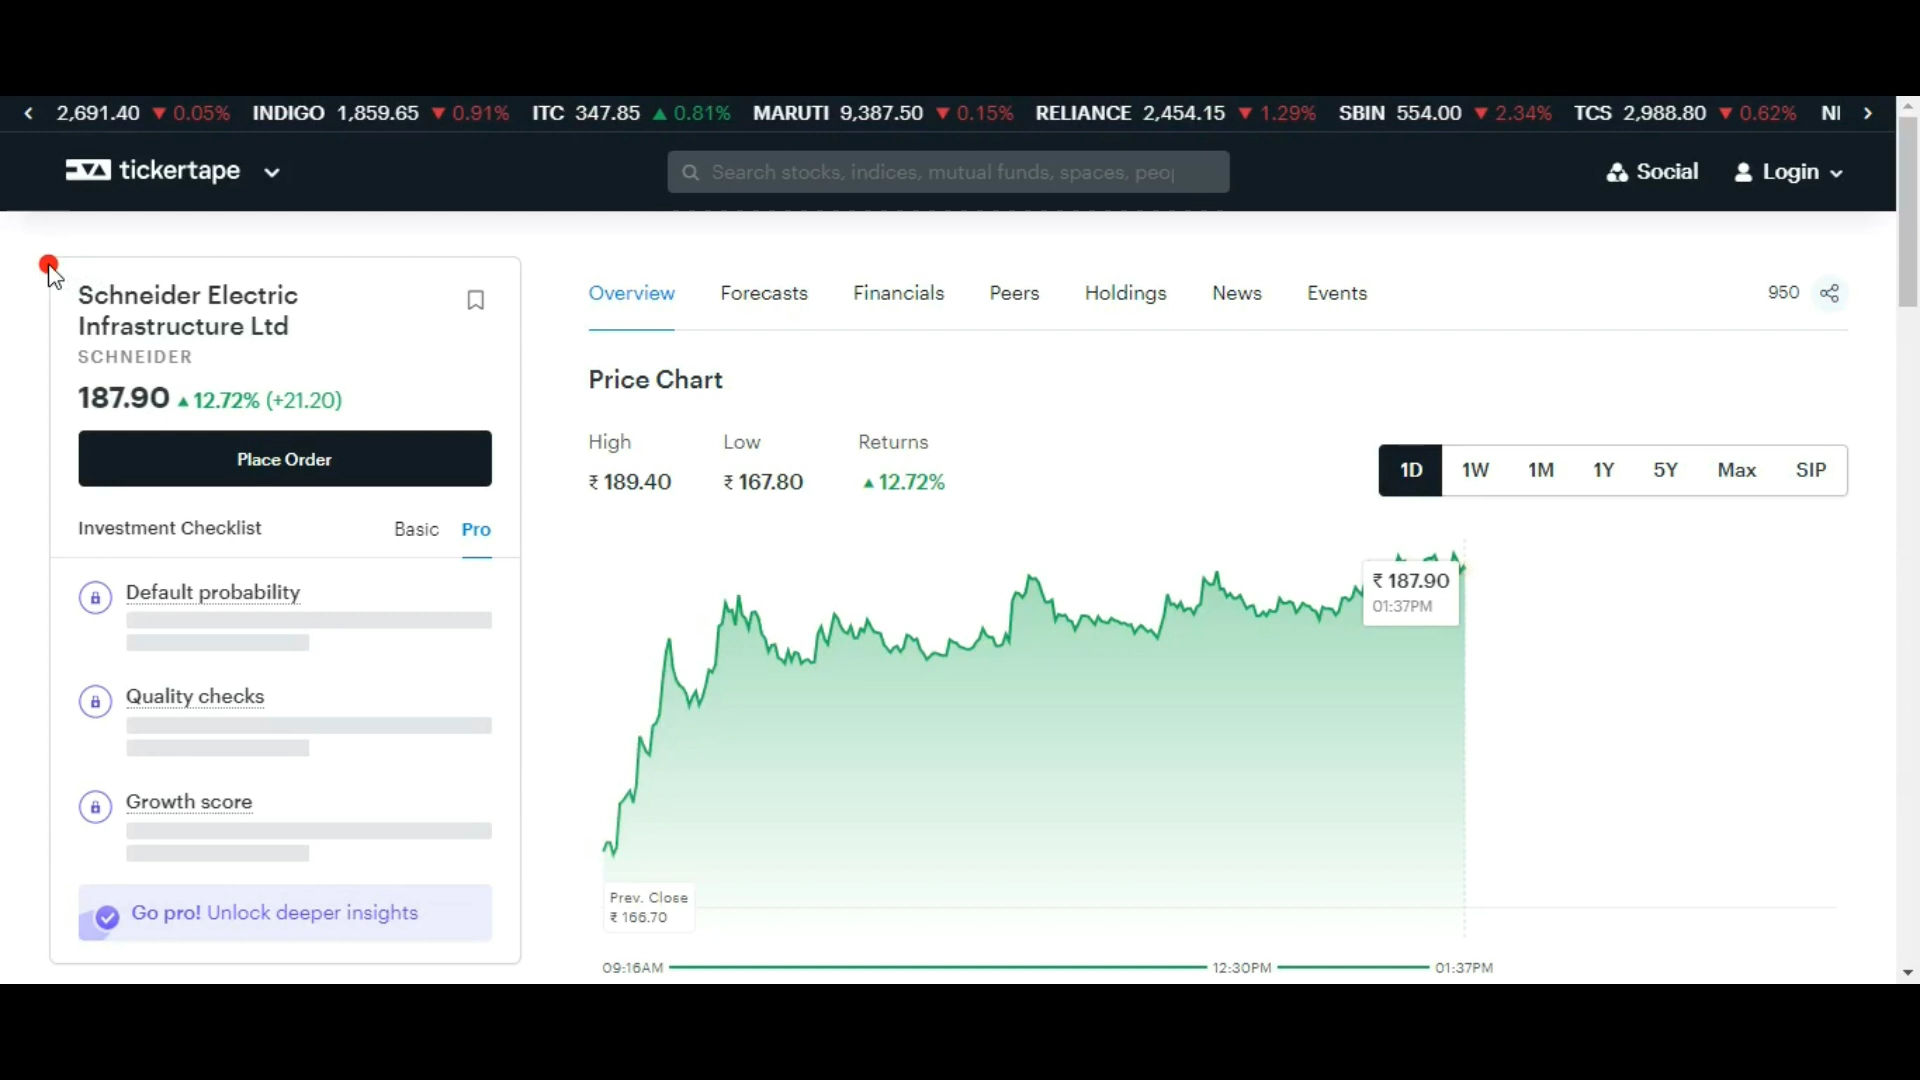 2,691.40 ▼ 0.05% INDIGO 1,859.65 ▼ 0.91% ITC 347.85 ▲ 0.81% MARUTI 9,387.50 ▼ 0.15% RELIANCE 2,454.15 ▼ 1.29% SBIN 554.00 ▼ 2.34% TCS 2,988.80 ▼ 0.62%
tickertape
Search stocks, indices, mutual funds, spaces,
Social
Login
Schneider Electric
Infrastructure Ltd
SCHNEIDER
187.90 ▲ 12.72% (+21.20)
Place Order
Investment Checklist Basic Pro
Default probability
Quality checks
Growth score
Go pro! Unlock deeper insights
Overview Forecasts Financials Peers Holdings News Events 950
Price Chart
High Low Returns
₹ 189.40 ₹ 167.80 ▲ 12.72%
1D 1W 1M 1Y 5Y Max SIP
₹ 187.90
01:37PM
Prev. Close
₹ 166.70
09:16AM 12:30PM 01:37PM